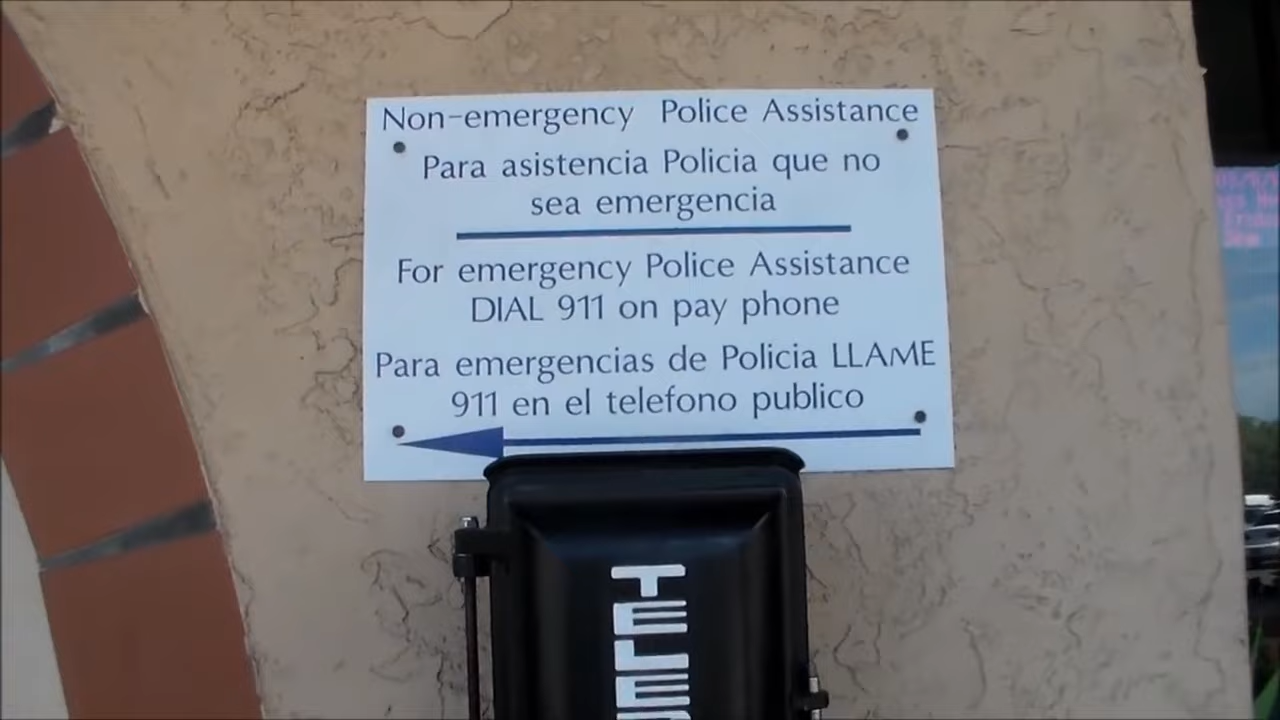 Non-emergency Police Assistance
Para asistencia Policia que no
sea emergencia
For emergency Police Assistance
DIAL 911 on pay phone
Para emergencias de Policia LLAME
911 en el telefono publico
TELE